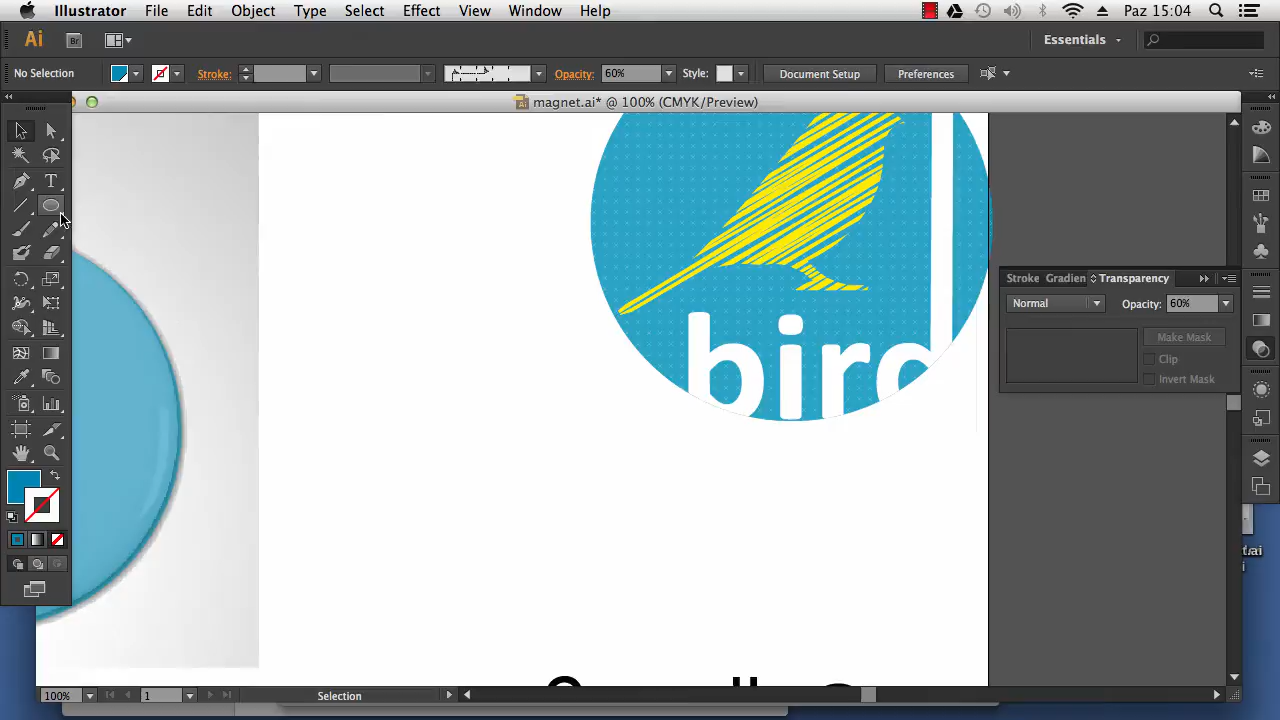 Illustrator File Edit Object Type Select Effect View Window Help Paz 15:04
Ai Br Essentials
No Selection Stroke: Opacity: 60% Style: Document Setup Preferences
magnet.ai* @ 100% (CMYK/Preview)
T
bird
Stroke Gradien Transparency
Normal Opacity: 60%
Make Mask
Clip
Invert Mask
100% 1 Selection